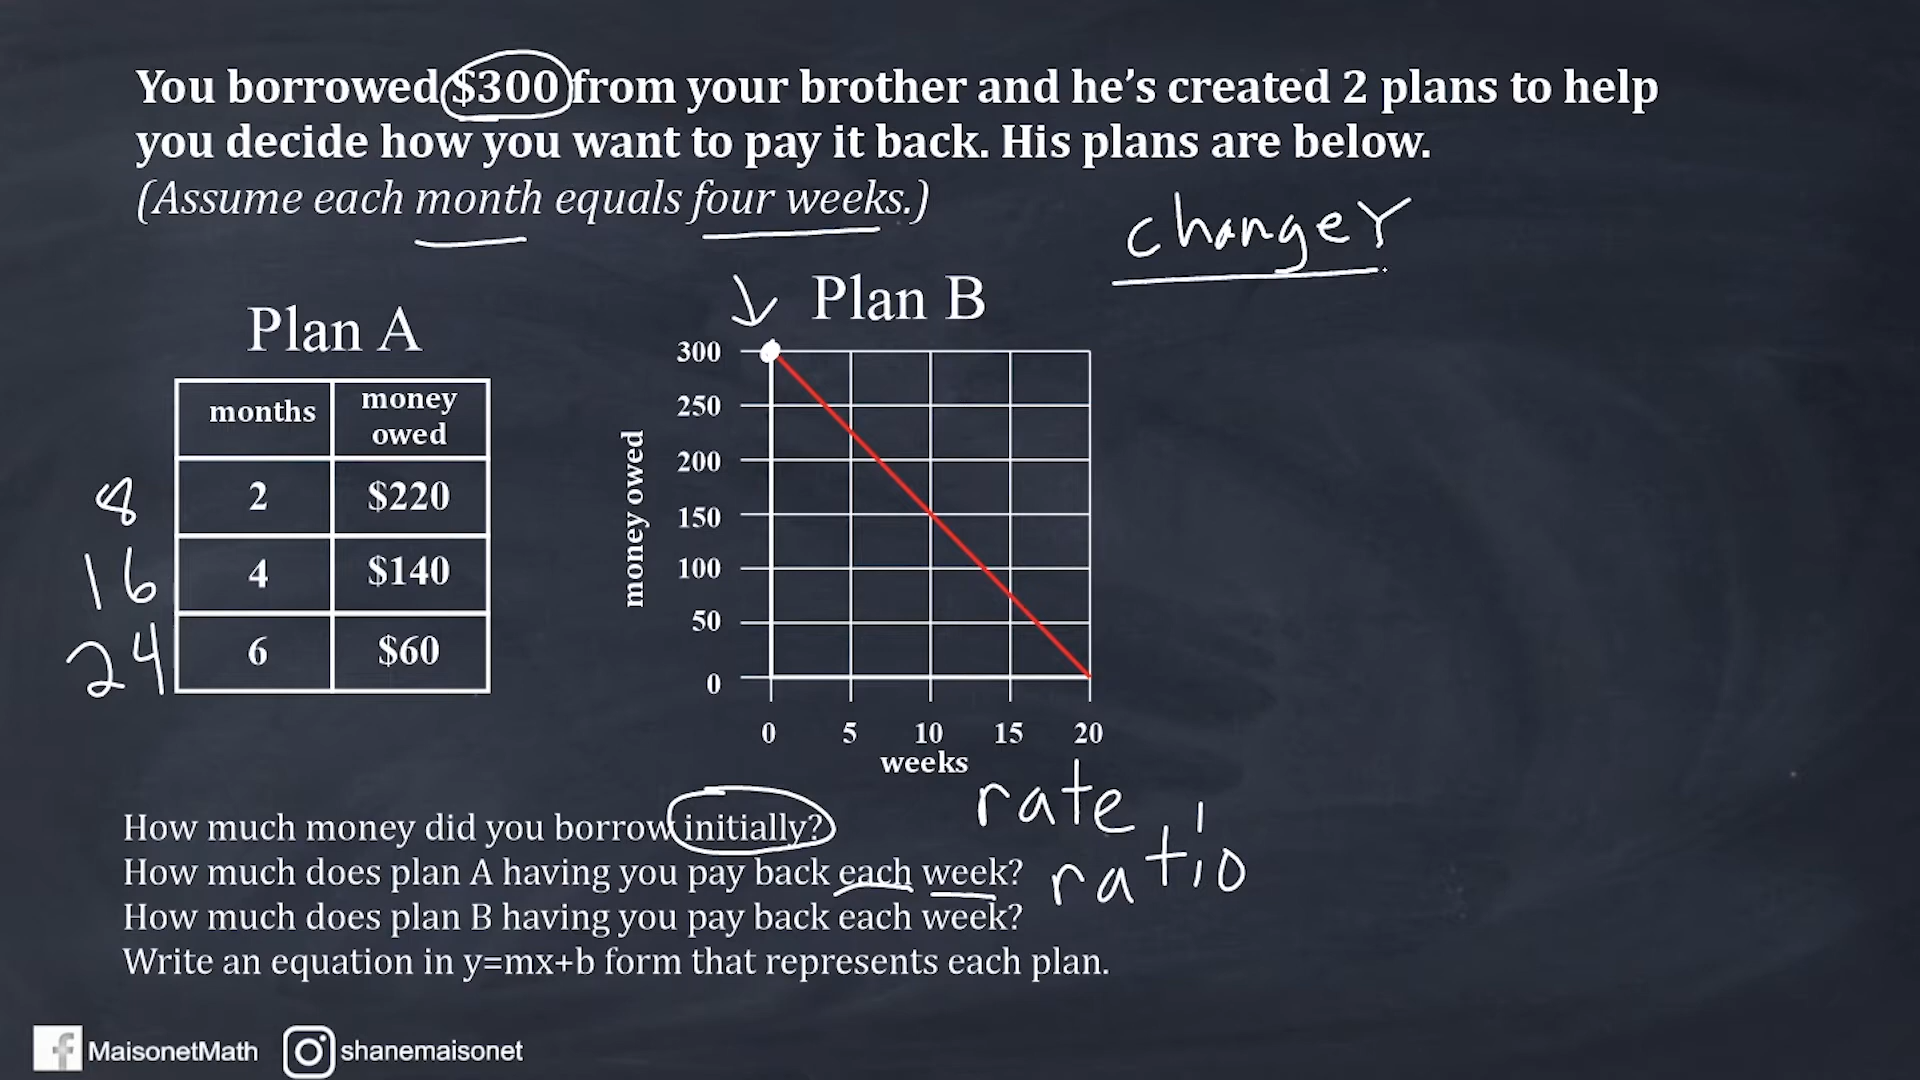 You borrowed $300 from your brother and he’s created 2 plans to help
you decide how you want to pay it back. His plans are below.
(Assume each month equals four weeks.)
change Y
Plan A
months money owed
8 2 $220
16 4 $140
24 6 $60
Plan B
money owed
300
250
200
150
100
50
0
0 5 10 15 20
weeks
rate
ratio
How much money did you borrow initially?
How much does plan A having you pay back each week?
How much does plan B having you pay back each week?
Write an equation in y=mx+b form that represents each plan.
MaisonetMath shanemaisonet